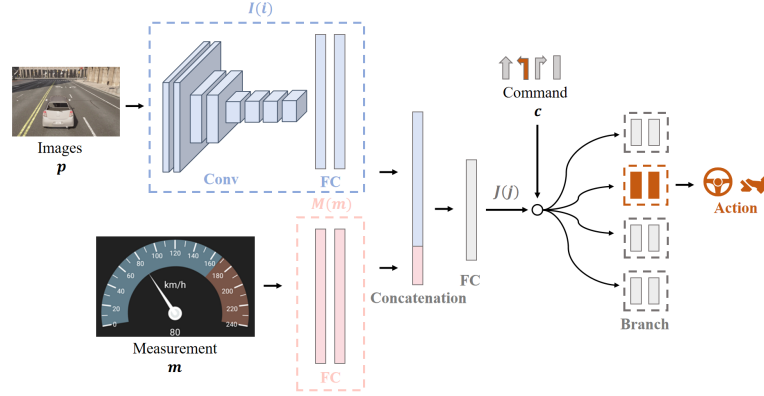 I(i)
Images
p
Conv
FC
M(m)
0
20
40
60
80
100
120
140
160
180
200
220
240
km/h
80
Measurement
m
FC
Concatenation
FC
J(j)
Command
c
Branch
Action